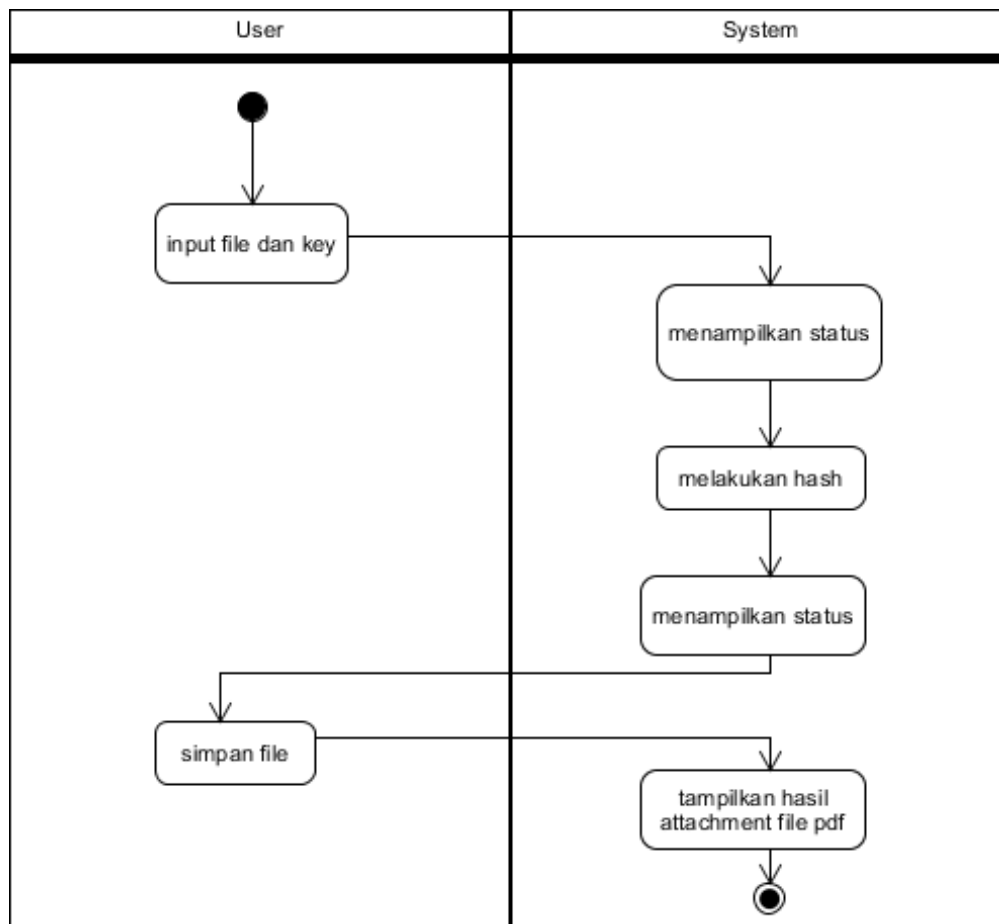 User
System
input file dan key
menampilkan status
melakukan hash
menampilkan status
simpan file
tampilkan hasil
attachment file pdf